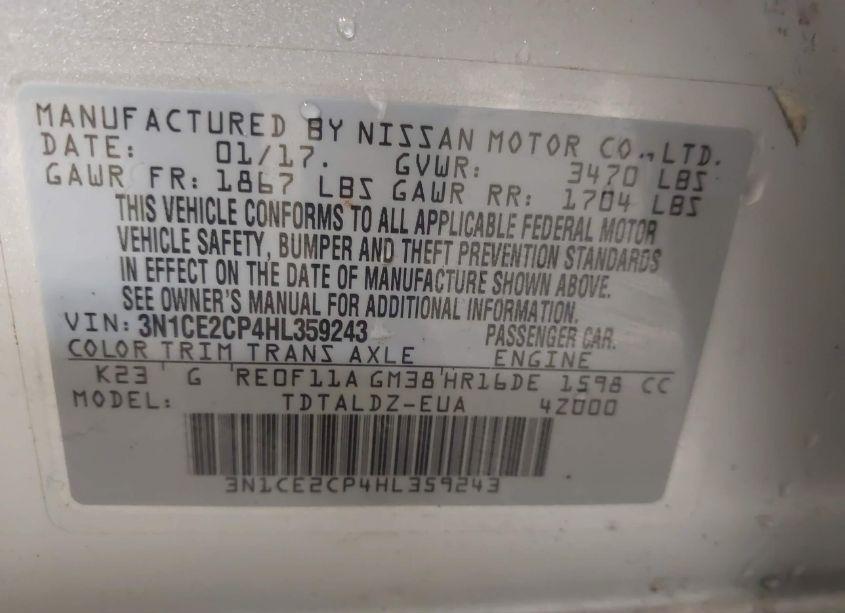 MANUFACTURED BY NISSAN MOTOR CO.,LTD.
DATE: 01/17. GVWR: 3470 LBS
GAWR FR: 1867 LBS GAWR RR: 1704 LBS
THIS VEHICLE CONFORMS TO ALL APPLICABLE FEDERAL MOTOR
VEHICLE SAFETY, BUMPER AND THEFT PREVENTION STANDARDS
IN EFFECT ON THE DATE OF MANUFACTURE SHOWN ABOVE.
SEE OWNER'S MANUAL FOR ADDITIONAL INFORMATION.
VIN: 3N1CE2CP4HL359243 PASSENGER CAR.
COLOR TRIM TRANS AXLE ENGINE
K23 G RE0F11A GM38 HR16DE 1598 CC
MODEL: TDTALDZ-EUA 4Z000
3N1CE2CP4HL359243